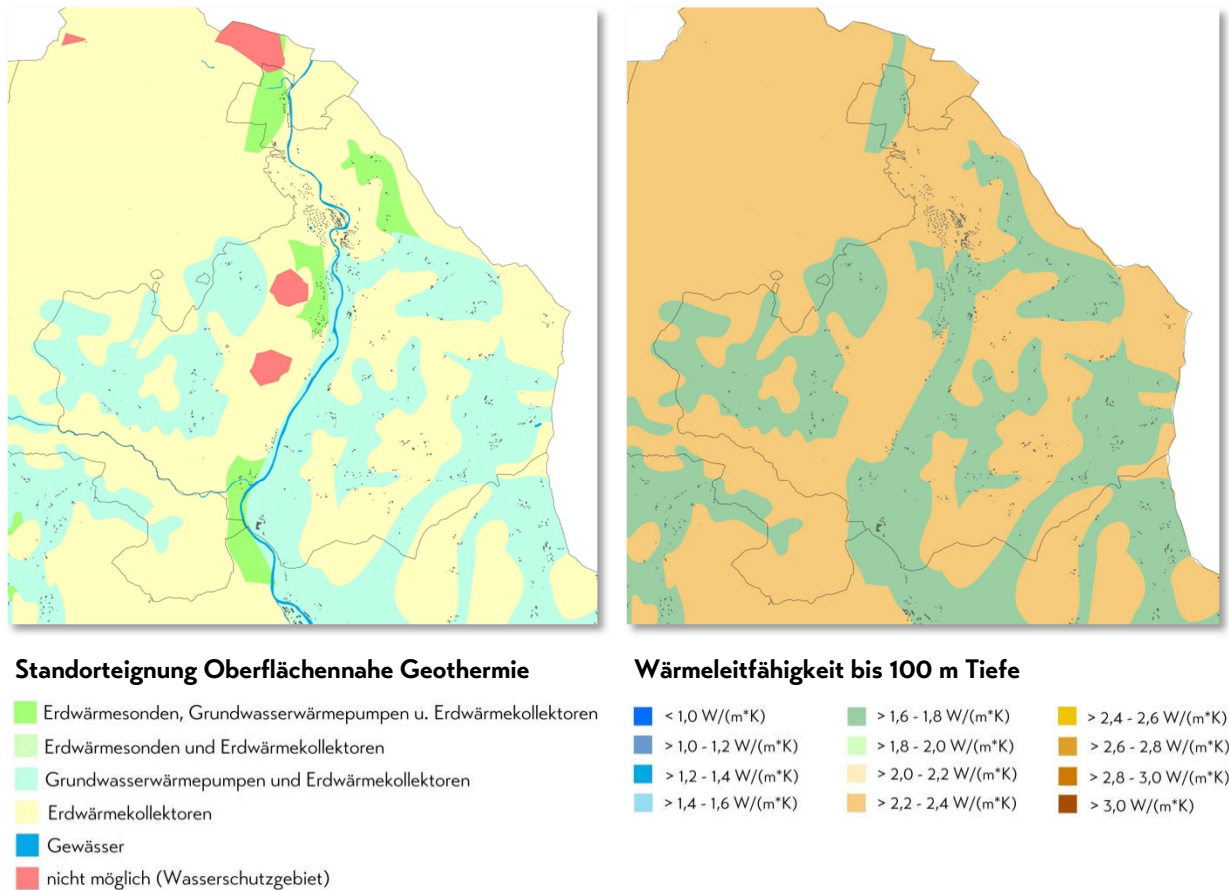 Standorteignung Oberflächennahe Geothermie
Erdwärmesonden, Grundwasserwärmepumpen u. Erdwärmekollektoren
Erdwärmesonden und Erdwärmekollektoren
Grundwasserwärmepumpen und Erdwärmekollektoren
Erdwärmekollektoren
Gewässer
nicht möglich (Wasserschutzgebiet)
Wärmeleitfähigkeit bis 100 m Tiefe
< 1,0 W/(m*K)
> 1,0 - 1,2 W/(m*K)
> 1,2 - 1,4 W/(m*K)
> 1,4 - 1,6 W/(m*K)
> 1,6 - 1,8 W/(m*K)
> 1,8 - 2,0 W/(m*K)
> 2,0 - 2,2 W/(m*K)
> 2,2 - 2,4 W/(m*K)
> 2,4 - 2,6 W/(m*K)
> 2,6 - 2,8 W/(m*K)
> 2,8 - 3,0 W/(m*K)
> 3,0 W/(m*K)